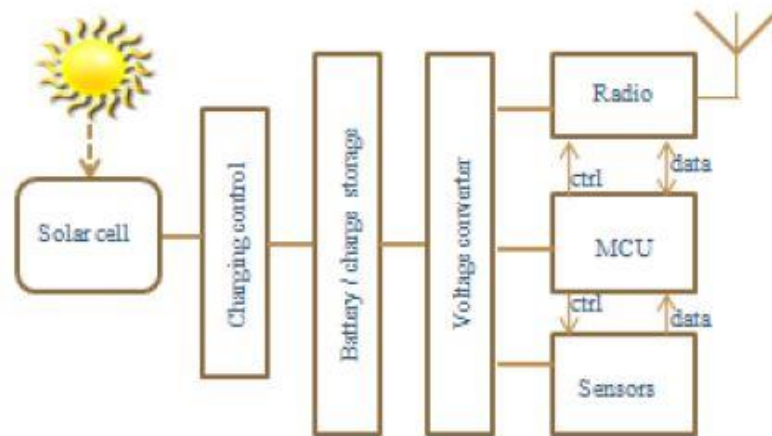 Solar cell
Charging control
Battery / charge storage
Voltage converter
Radio
ctrl
data
MCU
ctrl
data
Sensors